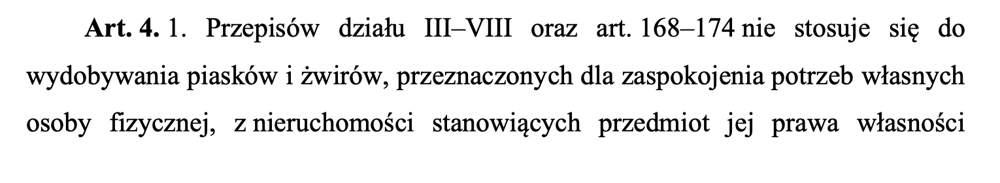 Art. 4. 1. Przepisów działu III–VIII oraz art. 168–174 nie stosuje się do
wydobywania piasków i żwirów, przeznaczonych dla zaspokojenia potrzeb własnych
osoby fizycznej, z nieruchomości stanowiących przedmiot jej prawa własności